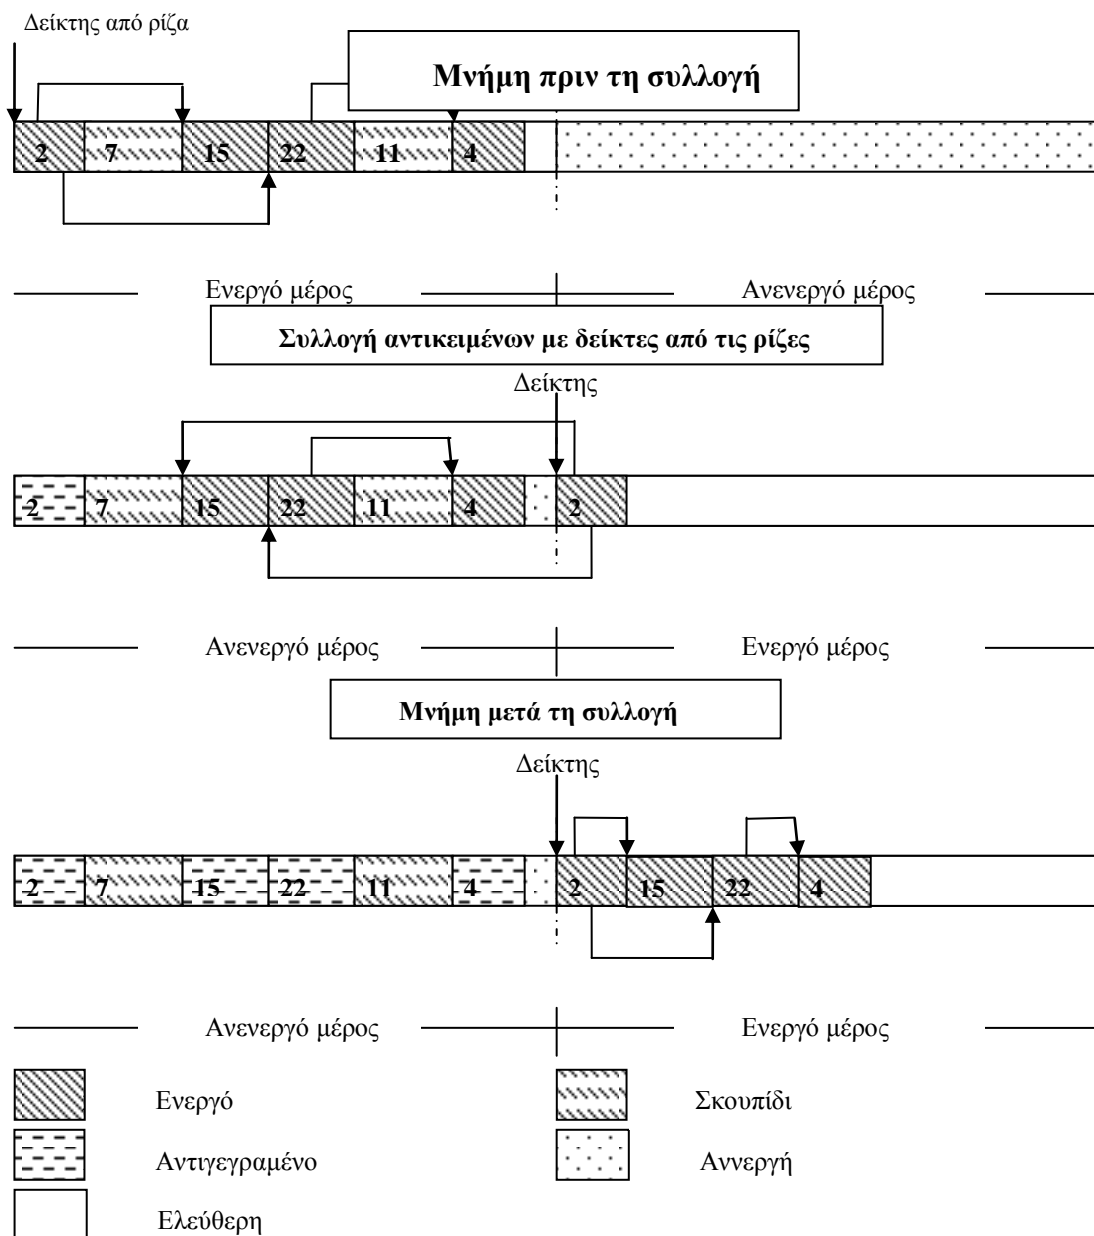 Δείκτης από ρίζα
Μνήμη πριν τη συλλογή
2 7 15 22 11 4
Ενεργό μέρος Ανενεργό μέρος
Συλλογή αντικειμένων με δείκτες από τις ρίζες
Δείκτης
2 7 15 22 11 4 2
Ανενεργό μέρος Ενεργό μέρος
Μνήμη μετά τη συλλογή
Δείκτης
2 7 15 22 11 4 2 15 22 4
Ανενεργό μέρος Ενεργό μέρος
Ενεργό Σκουπίδι
Αντιγεγραμένο Αννεργή
Ελεύθερη